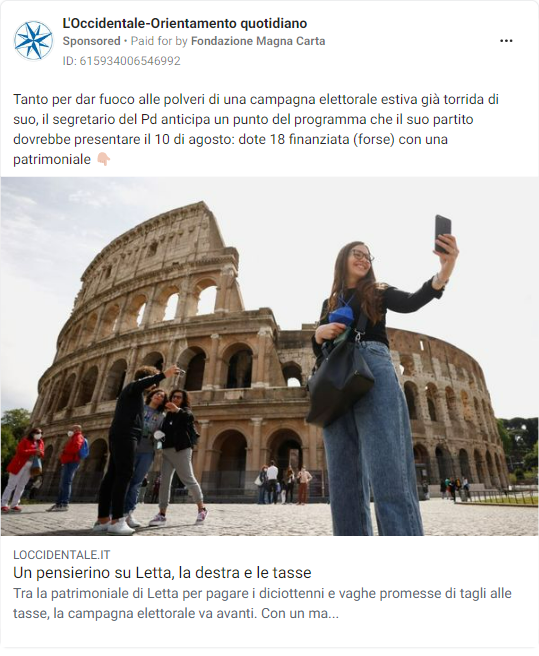 L'Occidentale-Orientamento quotidiano
Sponsored • Paid for by Fondazione Magna Carta
ID: 615934006546992
Tanto per dar fuoco alle polveri di una campagna elettorale estiva già torrida di
suo, il segretario del Pd anticipa un punto del programma che il suo partito
dovrebbe presentare il 10 di agosto: dote 18 finanziata (forse) con una
patrimoniale 👇🏻
LOCCIDENTALE.IT
Un pensierino su Letta, la destra e le tasse
Tra la patrimoniale di Letta per pagare i diciottenni e vaghe promesse di tagli alle
tasse, la campagna elettorale va avanti. Con un ma...